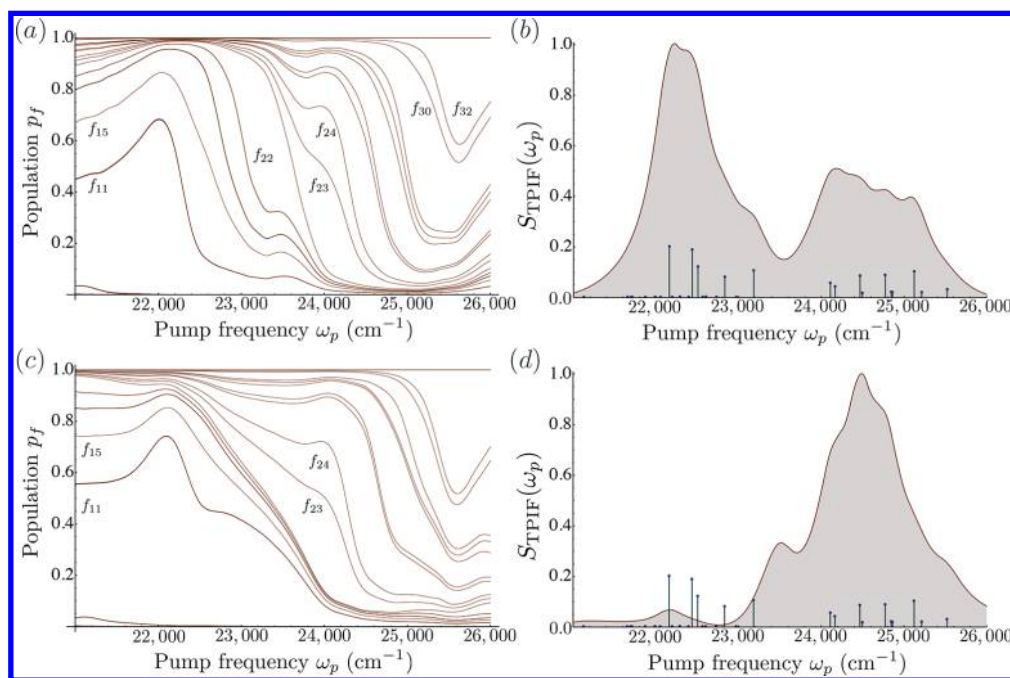 (a)
Population p_f
1.0
0.8
0.6
0.4
0.2
f_15
f_11
f_22
f_24
f_23
f_30
f_32
22,000 23,000 24,000 25,000 26,000
Pump frequency ω_p (cm⁻¹)
(b)
S_TPIF(ω_p)
1.0
0.8
0.6
0.4
0.2
0.0
22,000 23,000 24,000 25,000 26,000
Pump frequency ω_p (cm⁻¹)
(c)
Population p_f
1.0
0.8
0.6
0.4
0.2
f_15
f_11
f_24
f_23
22,000 23,000 24,000 25,000 26,000
Pump frequency ω_p (cm⁻¹)
(d)
S_TPIF(ω_p)
1.0
0.8
0.6
0.4
0.2
0.0
22,000 23,000 24,000 25,000 26,000
Pump frequency ω_p (cm⁻¹)